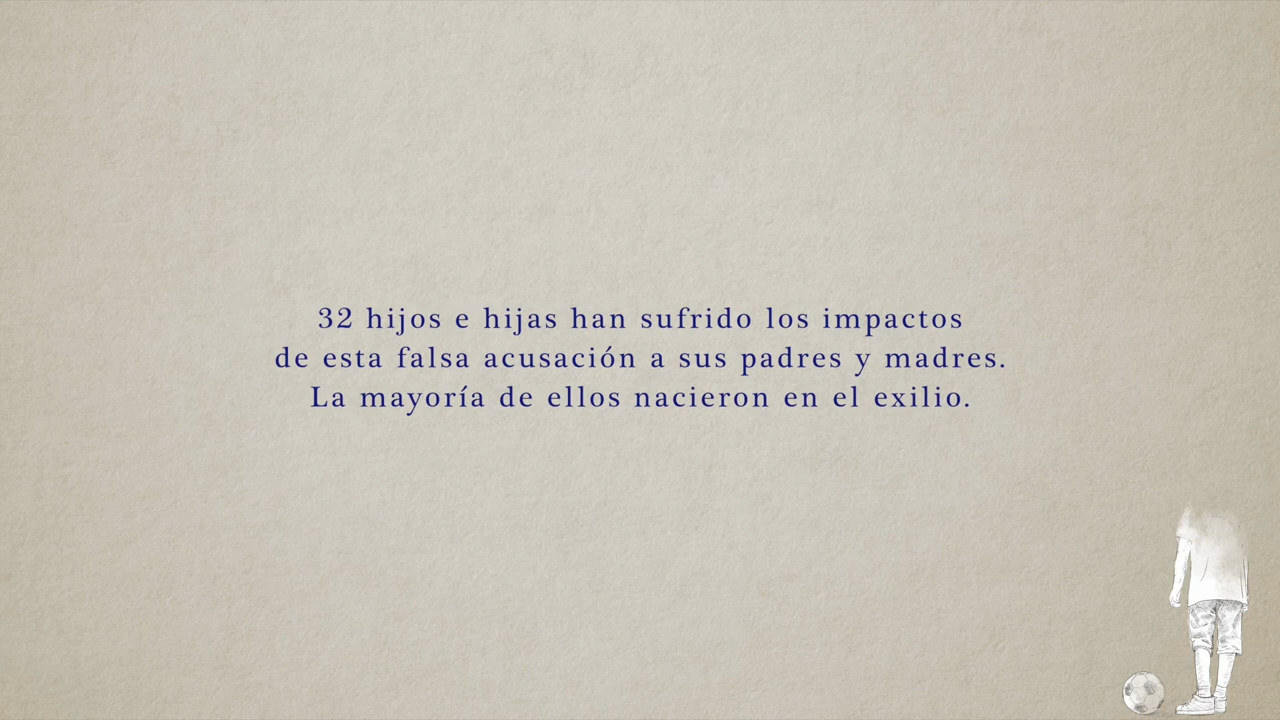 32 hijos e hijas han sufrido los impactos
de esta falsa acusación a sus padres y madres.
La mayoría de ellos nacieron en el exilio.